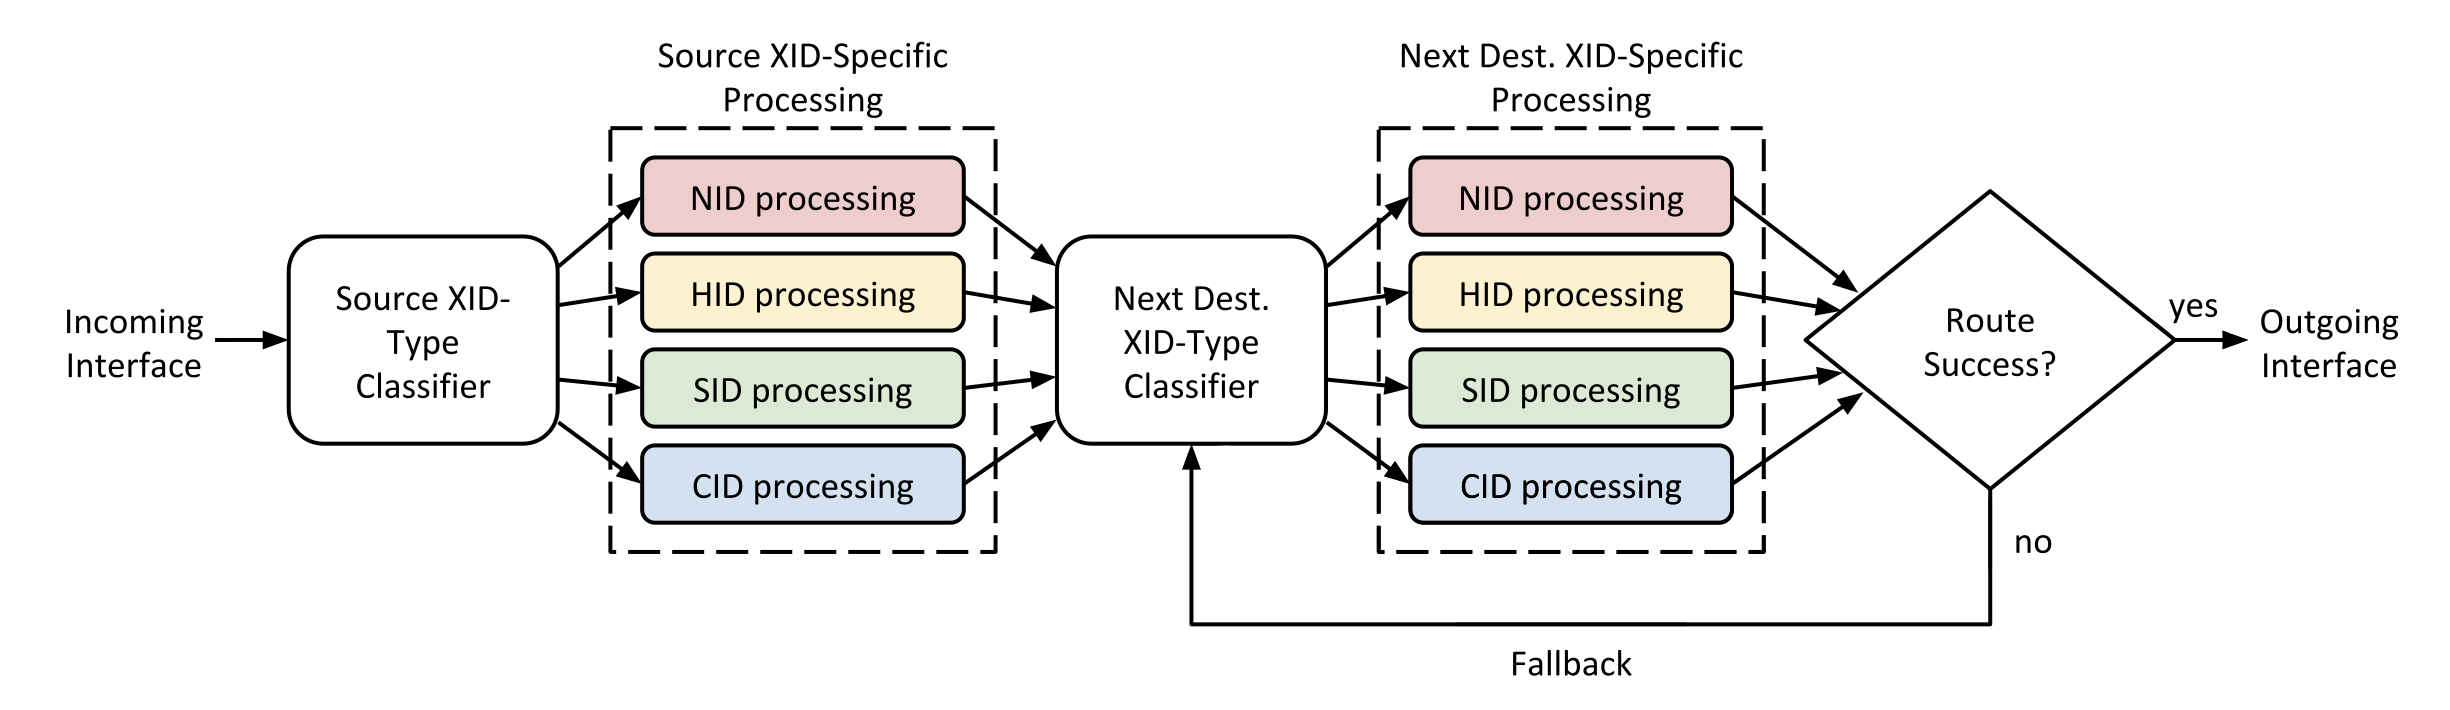 Incoming
Interface
Source XID-
Type
Classifier
Source XID-Specific
Processing
NID processing
HID processing
SID processing
CID processing
Next Dest.
XID-Type
Classifier
Next Dest. XID-Specific
Processing
NID processing
HID processing
SID processing
CID processing
Route
Success?
yes
Outgoing
Interface
no
Fallback